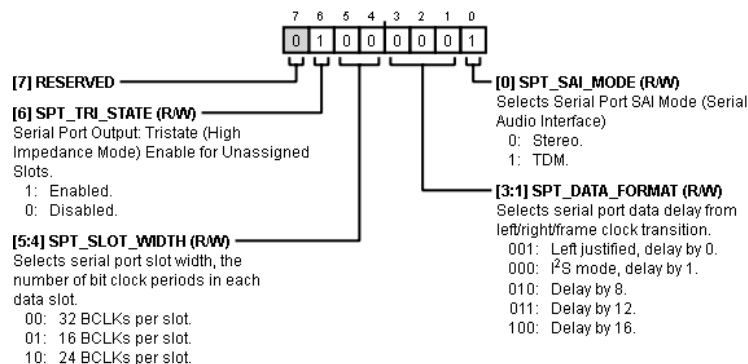 7 6 5 4 3 2 1 0
0 1 0 0 0 0 0 1
[7] RESERVED
[6] SPT_TRI_STATE (R/W)
Serial Port Output: Tristate (High
Impedance Mode) Enable for Unassigned
Slots.
1: Enabled.
0: Disabled.
[5:4] SPT_SLOT_WIDTH (R/W)
Selects serial port slot width, the
number of bit clock periods in each
data slot.
00: 32 BCLKs per slot.
01: 16 BCLKs per slot.
10: 24 BCLKs per slot.
[0] SPT_SAI_MODE (R/W)
Selects Serial Port SAI Mode (Serial
Audio Interface)
0: Stereo.
1: TDM.
[3:1] SPT_DATA_FORMAT (R/W)
Selects serial port data delay from
left/right/frame clock transition.
001: Left justified, delay by 0.
000: I²S mode, delay by 1.
010: Delay by 8.
011: Delay by 12.
100: Delay by 16.